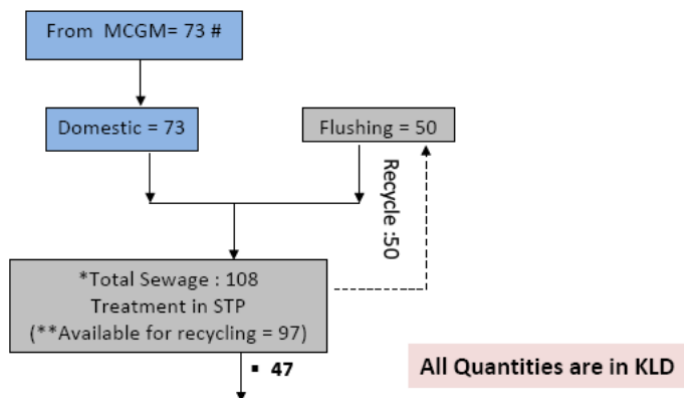 From MCGM= 73 #
Domestic = 73
Flushing = 50
Recycle :50
*Total Sewage : 108
Treatment in STP
(**Available for recycling = 97)
▪ 47
All Quantities are in KLD